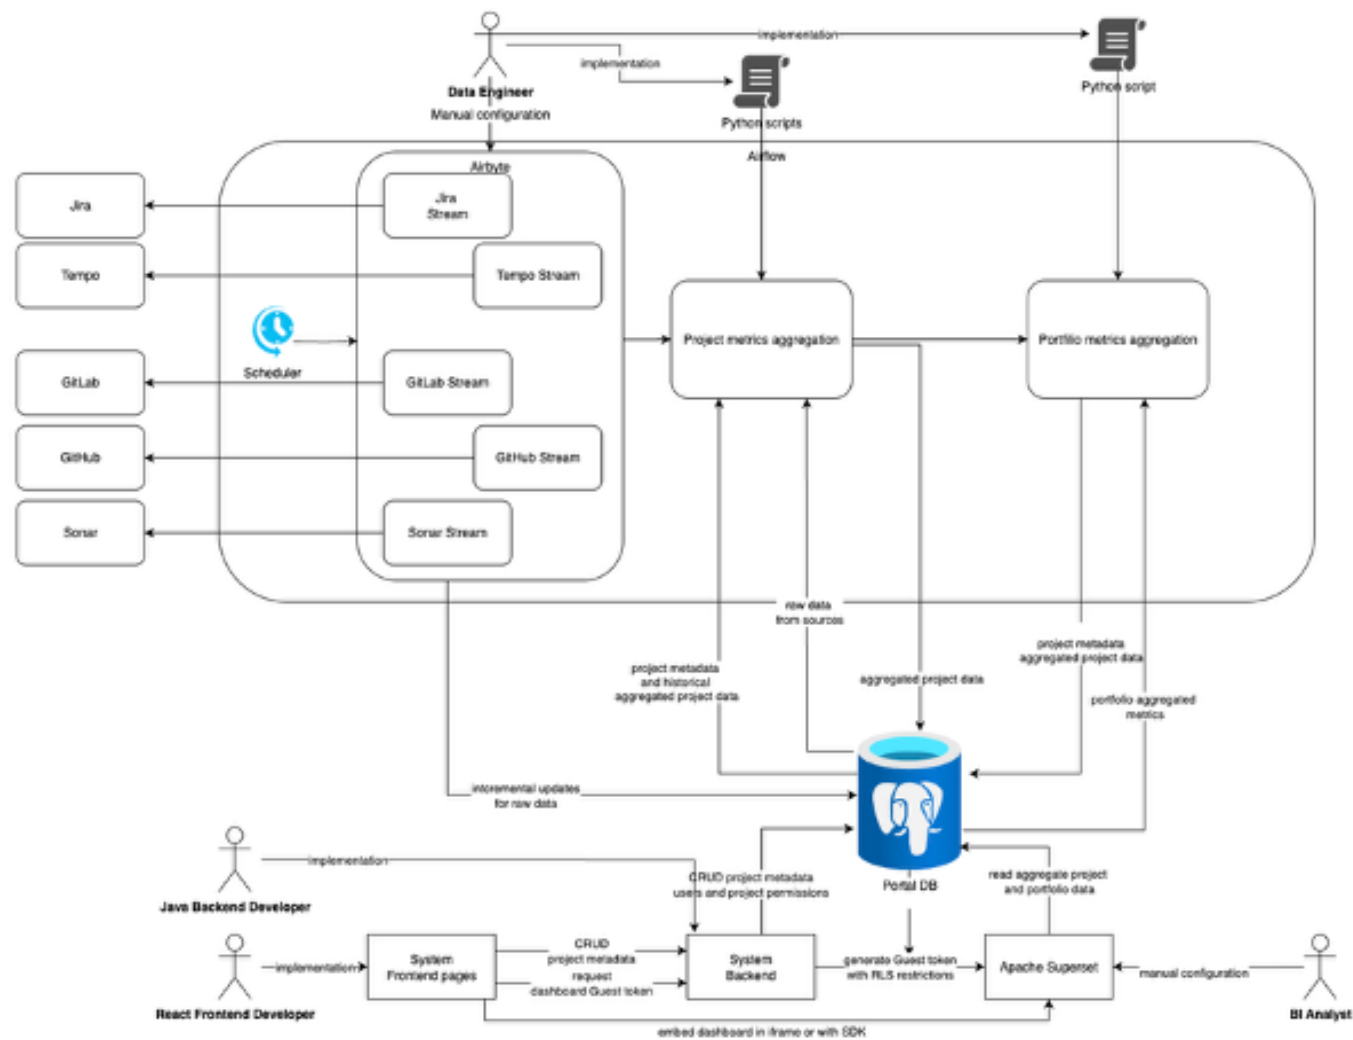 implementation
implementation
Data Engineer
Manual configuration
Python scripts
Python script
Airflow
Airbyte
Jira
Jira
Stream
Tempo
Tempo Stream
Scheduler
Project metrics aggregation
Portfilio metrics aggregation
GitLab
GitLab Stream
GitHub
GitHub Stream
Sonar
Sonar Stream
raw data
from sources
project metadata
and historical
aggregated project data
aggregated project data
project metadata
aggregated project data
portfolio aggregated
metrics
intcremental updates
for raw data
implementation
Java Backend Developer
CRUD project metadata
users and project permissions
Portal DB
read aggregate project
and portfolio data
implementation
React Frontend Developer
System
Frontend pages
CRUD
project metadata
request
dashboard Guest token
System
Backend
generate Guest token
with RLS restrictions
Apache Superset
manual configuration
BI Analyst
embed dashboard in iframe or with SDK